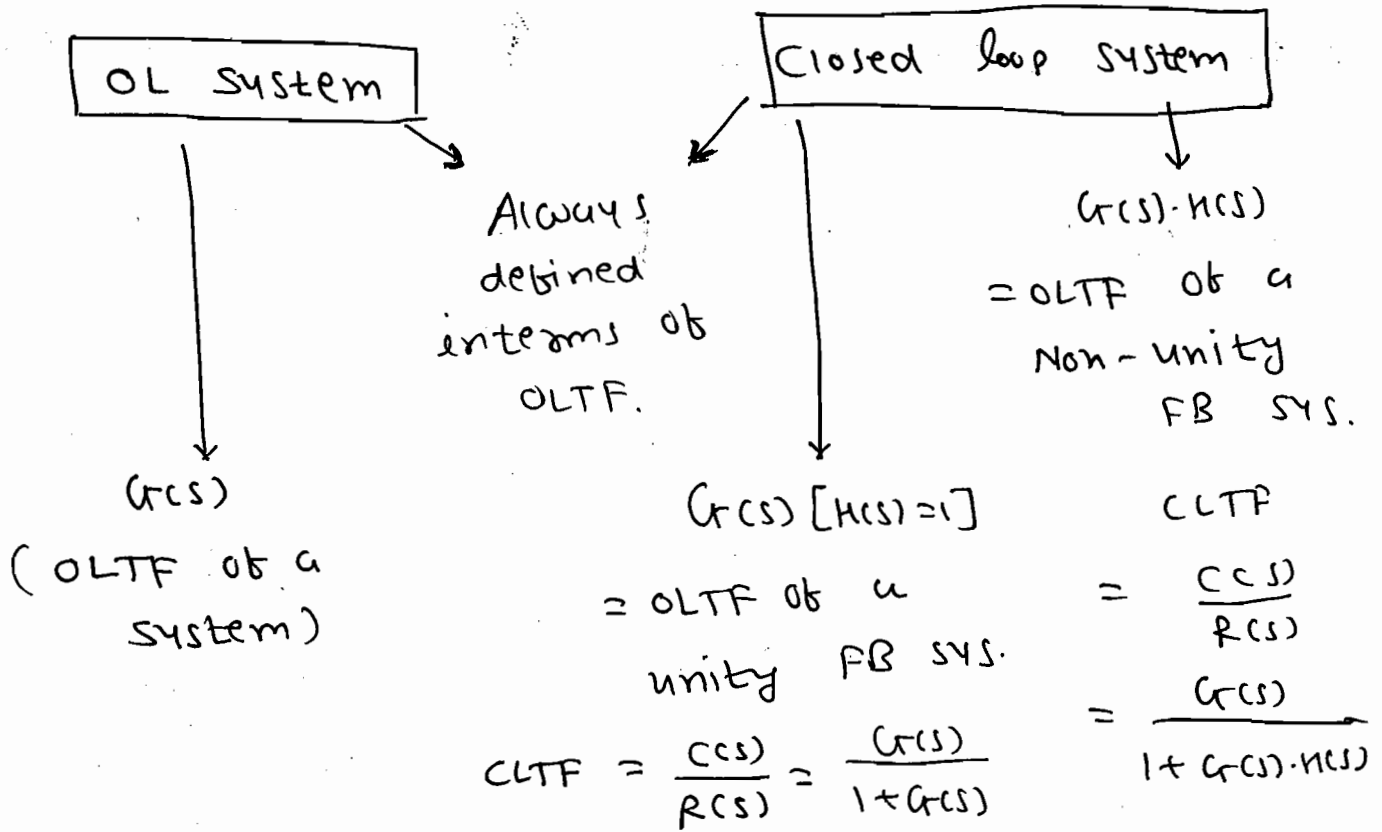 OL System
Closed loop system
Always
defined
interms of
OLTF.
G(s)
(OLTF of a
system)
G(s) [H(s)=1]
= OLTF of a
unity FB sys.
CLTF = C(s)/R(s) = G(s)/1+G(s)
G(s).H(s)
= OLTF of a
Non-unity
FB sys.
CLTF
= C(s)/R(s)
= G(s)/1+G(s).H(s)